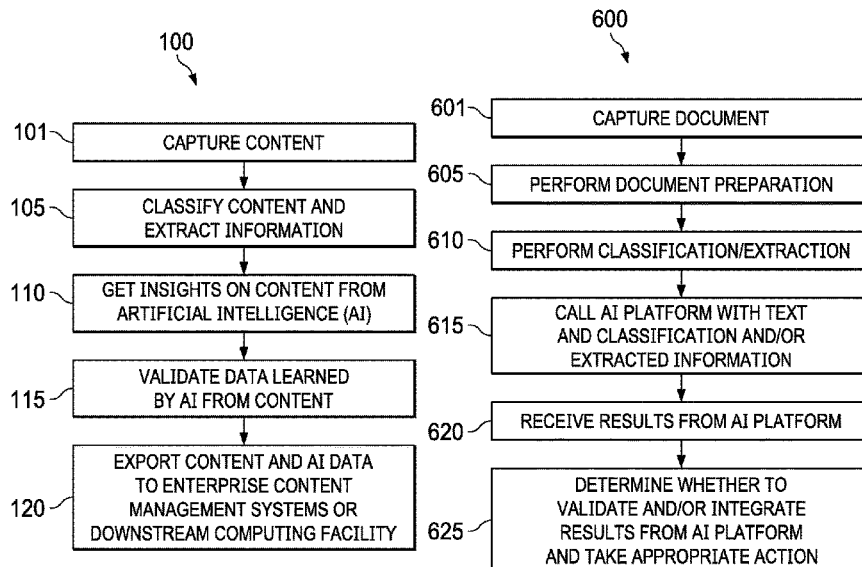 100
101
CAPTURE CONTENT
105
CLASSIFY CONTENT AND
EXTRACT INFORMATION
110
GET INSIGHTS ON CONTENT FROM
ARTIFICIAL INTELLIGENCE (AI)
115
VALIDATE DATA LEARNED
BY AI FROM CONTENT
120
EXPORT CONTENT AND AI DATA
TO ENTERPRISE CONTENT
MANAGEMENT SYSTEMS OR
DOWNSTREAM COMPUTING FACILITY
600
601
CAPTURE DOCUMENT
605
PERFORM DOCUMENT PREPARATION
610
PERFORM CLASSIFICATION/EXTRACTION
615
CALL AI PLATFORM WITH TEXT
AND CLASSIFICATION AND/OR
EXTRACTED INFORMATION
620
RECEIVE RESULTS FROM AI PLATFORM
625
DETERMINE WHETHER TO
VALIDATE AND/OR INTEGRATE
RESULTS FROM AI PLATFORM
AND TAKE APPROPRIATE ACTION